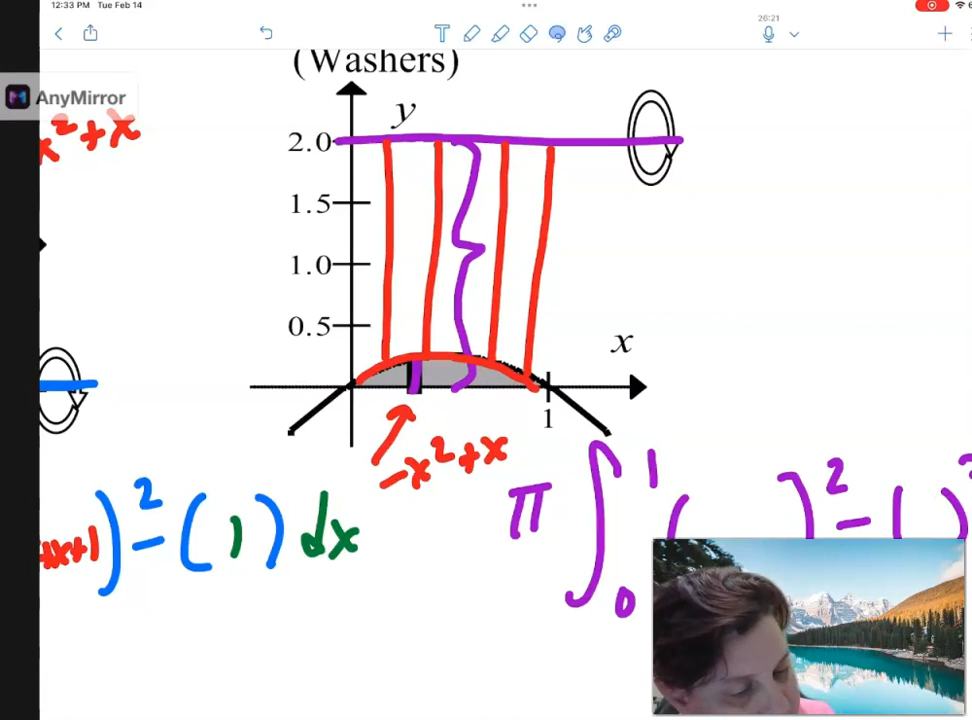 12:33 PM Tue Feb 14
26:21
T
AnyMirror
(Washers)
x² + x
y
2.0
1.5
1.0
0.5
x
1
-x² + x
+x+1)² - (1) dx
π ∫₀¹ ( )² - ( )²